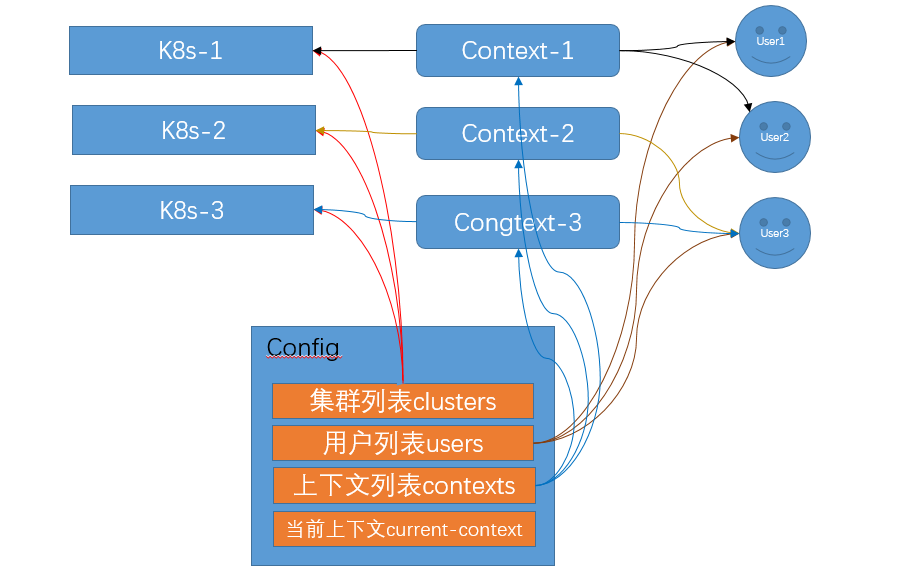 K8s-1
Context-1
User1
K8s-2
Context-2
User2
K8s-3
Congtext-3
User3
Config
集群列表clusters
用户列表users
上下文列表contexts
当前上下文current-context